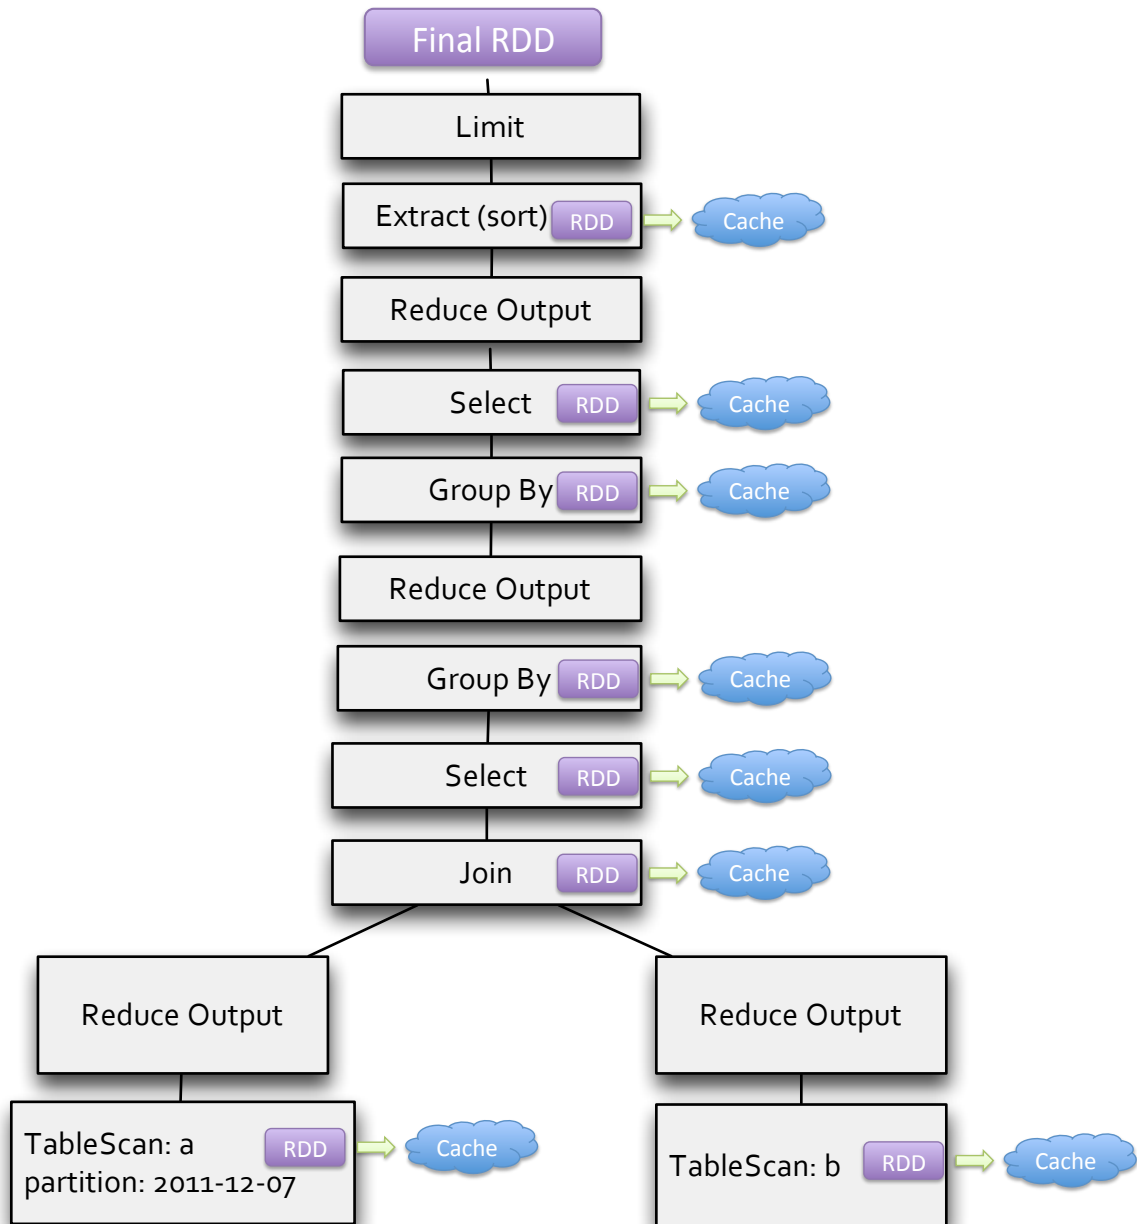 Final RDD
Limit
Extract (sort) RDD Cache
Reduce Output
Select RDD Cache
Group By RDD Cache
Reduce Output
Group By RDD Cache
Select RDD Cache
Join RDD Cache
Reduce Output
Reduce Output
TableScan: a
partition: 2011-12-07
RDD
Cache
TableScan: b
RDD
Cache